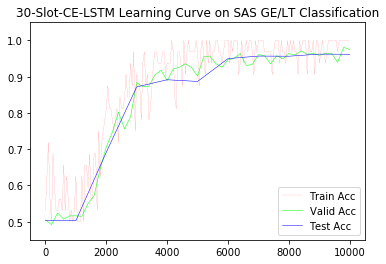 30-Slot-CE-LSTM Learning Curve on SAS GE/LT Classification
1.0
0.9
0.8
0.7
0.6
0.5
Train Acc
Valid Acc
Test Acc
0 2000 4000 6000 8000 10000